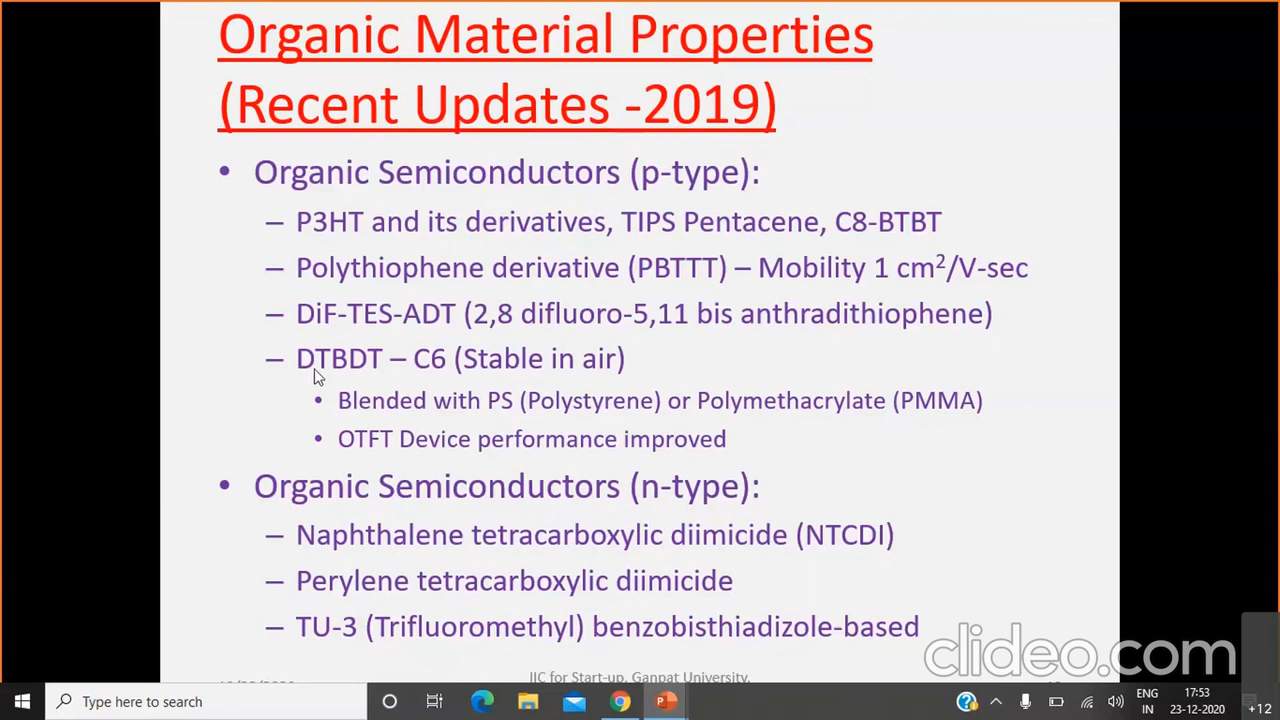 Organic Material Properties
(Recent Updates -2019)
• Organic Semiconductors (p-type):
– P3HT and its derivatives, TIPS Pentacene, C8-BTBT
– Polythiophene derivative (PBTTT) – Mobility 1 cm²/V-sec
– DiF-TES-ADT (2,8 difluoro-5,11 bis anthradithiophene)
– DTBDT – C6 (Stable in air)
• Blended with PS (Polystyrene) or Polymethacrylate (PMMA)
• OTFT Device performance improved
• Organic Semiconductors (n-type):
– Naphthalene tetracarboxylic diimicide (NTCDI)
– Perylene tetracarboxylic diimicide
– TU-3 (Trifluoromethyl) benzobisthiadizole-based
clideo.com
IIC for Start-up, Ganpat University,
Type here to search
ENG
IN
17:53
23-12-2020
+12